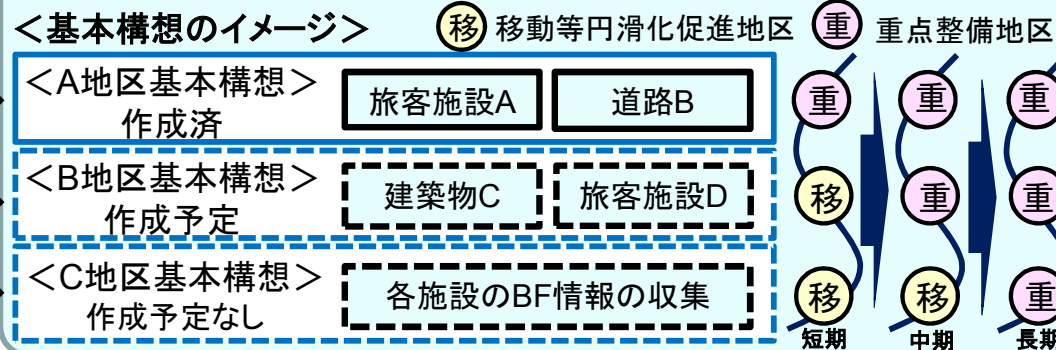 ＜基本構想のイメージ＞
移 移動等円滑化促進地区 重 重点整備地区
＜A地区基本構想＞
作成済
旅客施設A
道路B
重 重 重
＜B地区基本構想＞
作成予定
建築物C
旅客施設D
移 重 重
＜C地区基本構想＞
作成予定なし
各施設のBF情報の収集
移 移 重
短期 中期 長期